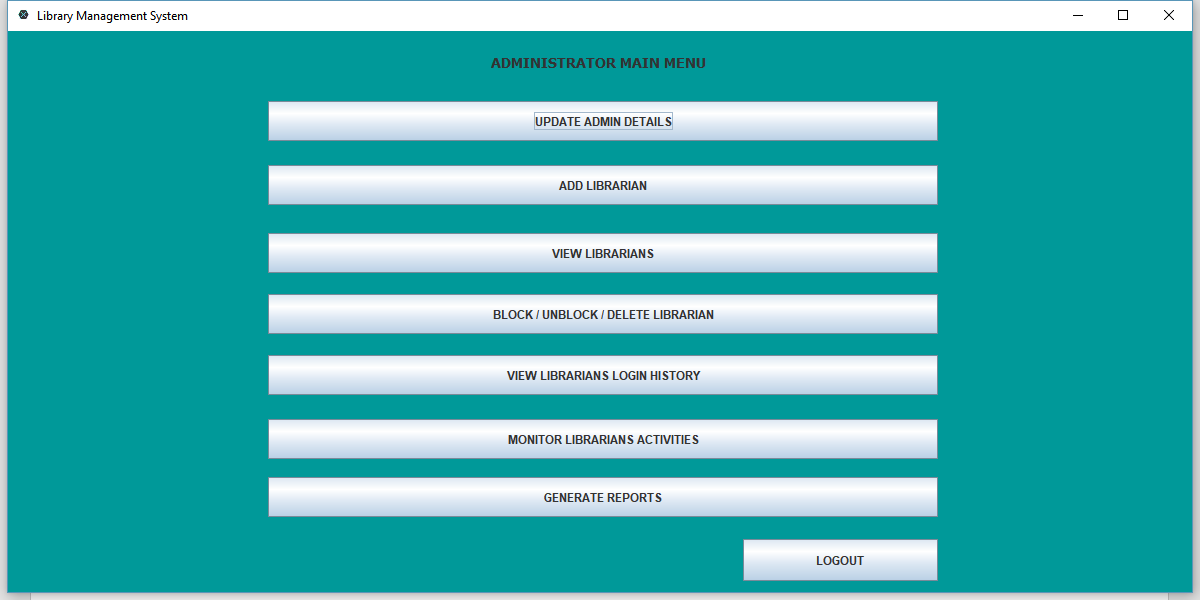 Library Management System
ADMINISTRATOR MAIN MENU
UPDATE ADMIN DETAILS
ADD LIBRARIAN
VIEW LIBRARIANS
BLOCK / UNBLOCK / DELETE LIBRARIAN
VIEW LIBRARIANS LOGIN HISTORY
MONITOR LIBRARIANS ACTIVITIES
GENERATE REPORTS
LOGOUT